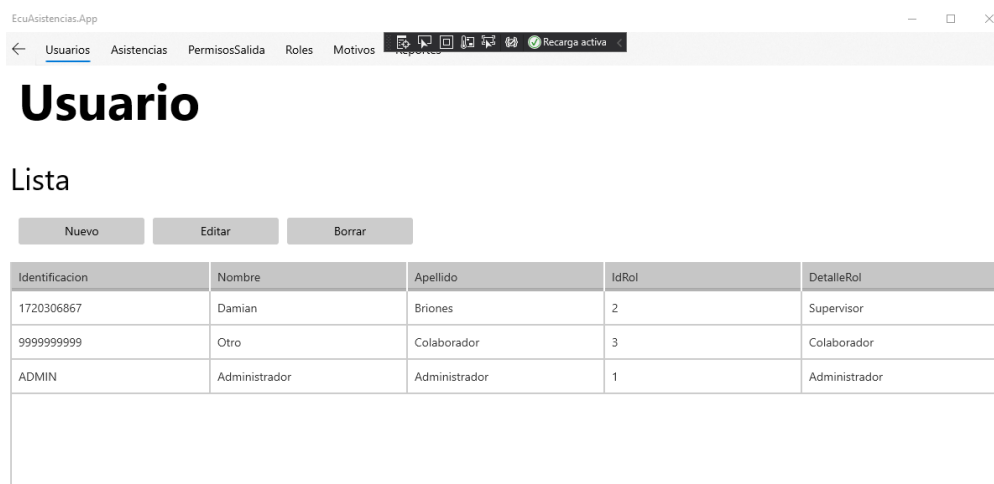 EcuAsistencias.App
Usuarios Asistencias PermisosSalida Roles Motivos Reportes
Recarga activa
Usuario
Lista
Nuevo Editar Borrar
Identificacion Nombre Apellido IdRol DetalleRol
1720306867 Damian Briones 2 Supervisor
9999999999 Otro Colaborador 3 Colaborador
ADMIN Administrador Administrador 1 Administrador